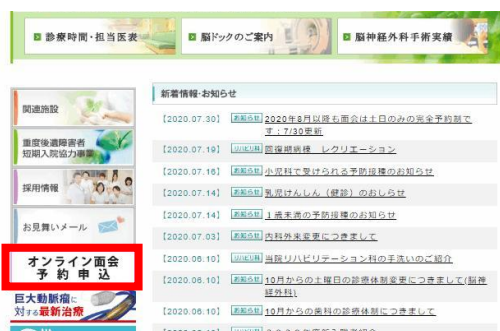 診療時間・担当医表
脳ドックのご案内
脳神経外科手術実績
関連施設
重度後遺障害者
短期入院協力事業
採用情報
お見舞いメール
オンライン面会
予約申込
巨大動脈瘤に
対する最新治療
新着情報・お知らせ
【2020.07.30】 お知らせ 2020年8月以降も面会は土日のみの完全予約制で
す：7/30更新
【2020.07.19】 リハビリ科 回復期病棟 レクリエーション
【2020.07.16】 お知らせ 小児科で受けられる予防接種のお知らせ
【2020.07.14】 お知らせ 乳児けんしん（健診）のおしらせ
【2020.07.14】 お知らせ 1歳未満の予防接種のお知らせ
【2020.07.03】 お知らせ 内科外来変更につきまして
【2020.06.10】 リハビリ科 当院リハビリテーション科の手洗いのご紹介
【2020.06.10】 お知らせ 10月からの土曜日の診療体制変更につきまして(脳神
経外科)
【2020.06.10】 お知らせ 10月からの歯科の診療体制につきまして